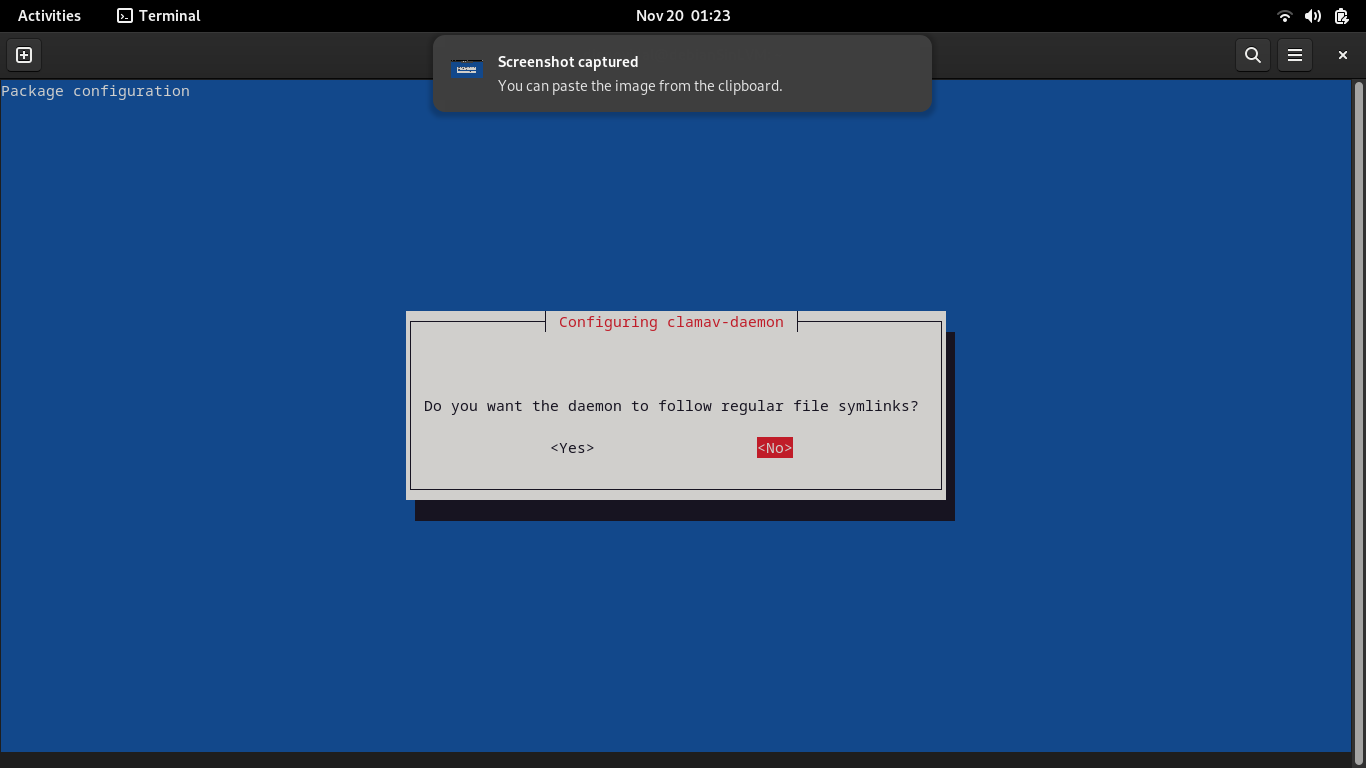 Activities
Terminal
Nov 20 01:23
Screenshot captured
You can paste the image from the clipboard.
Package configuration
Configuring clamav-daemon
Do you want the daemon to follow regular file symlinks?
<Yes> <No>